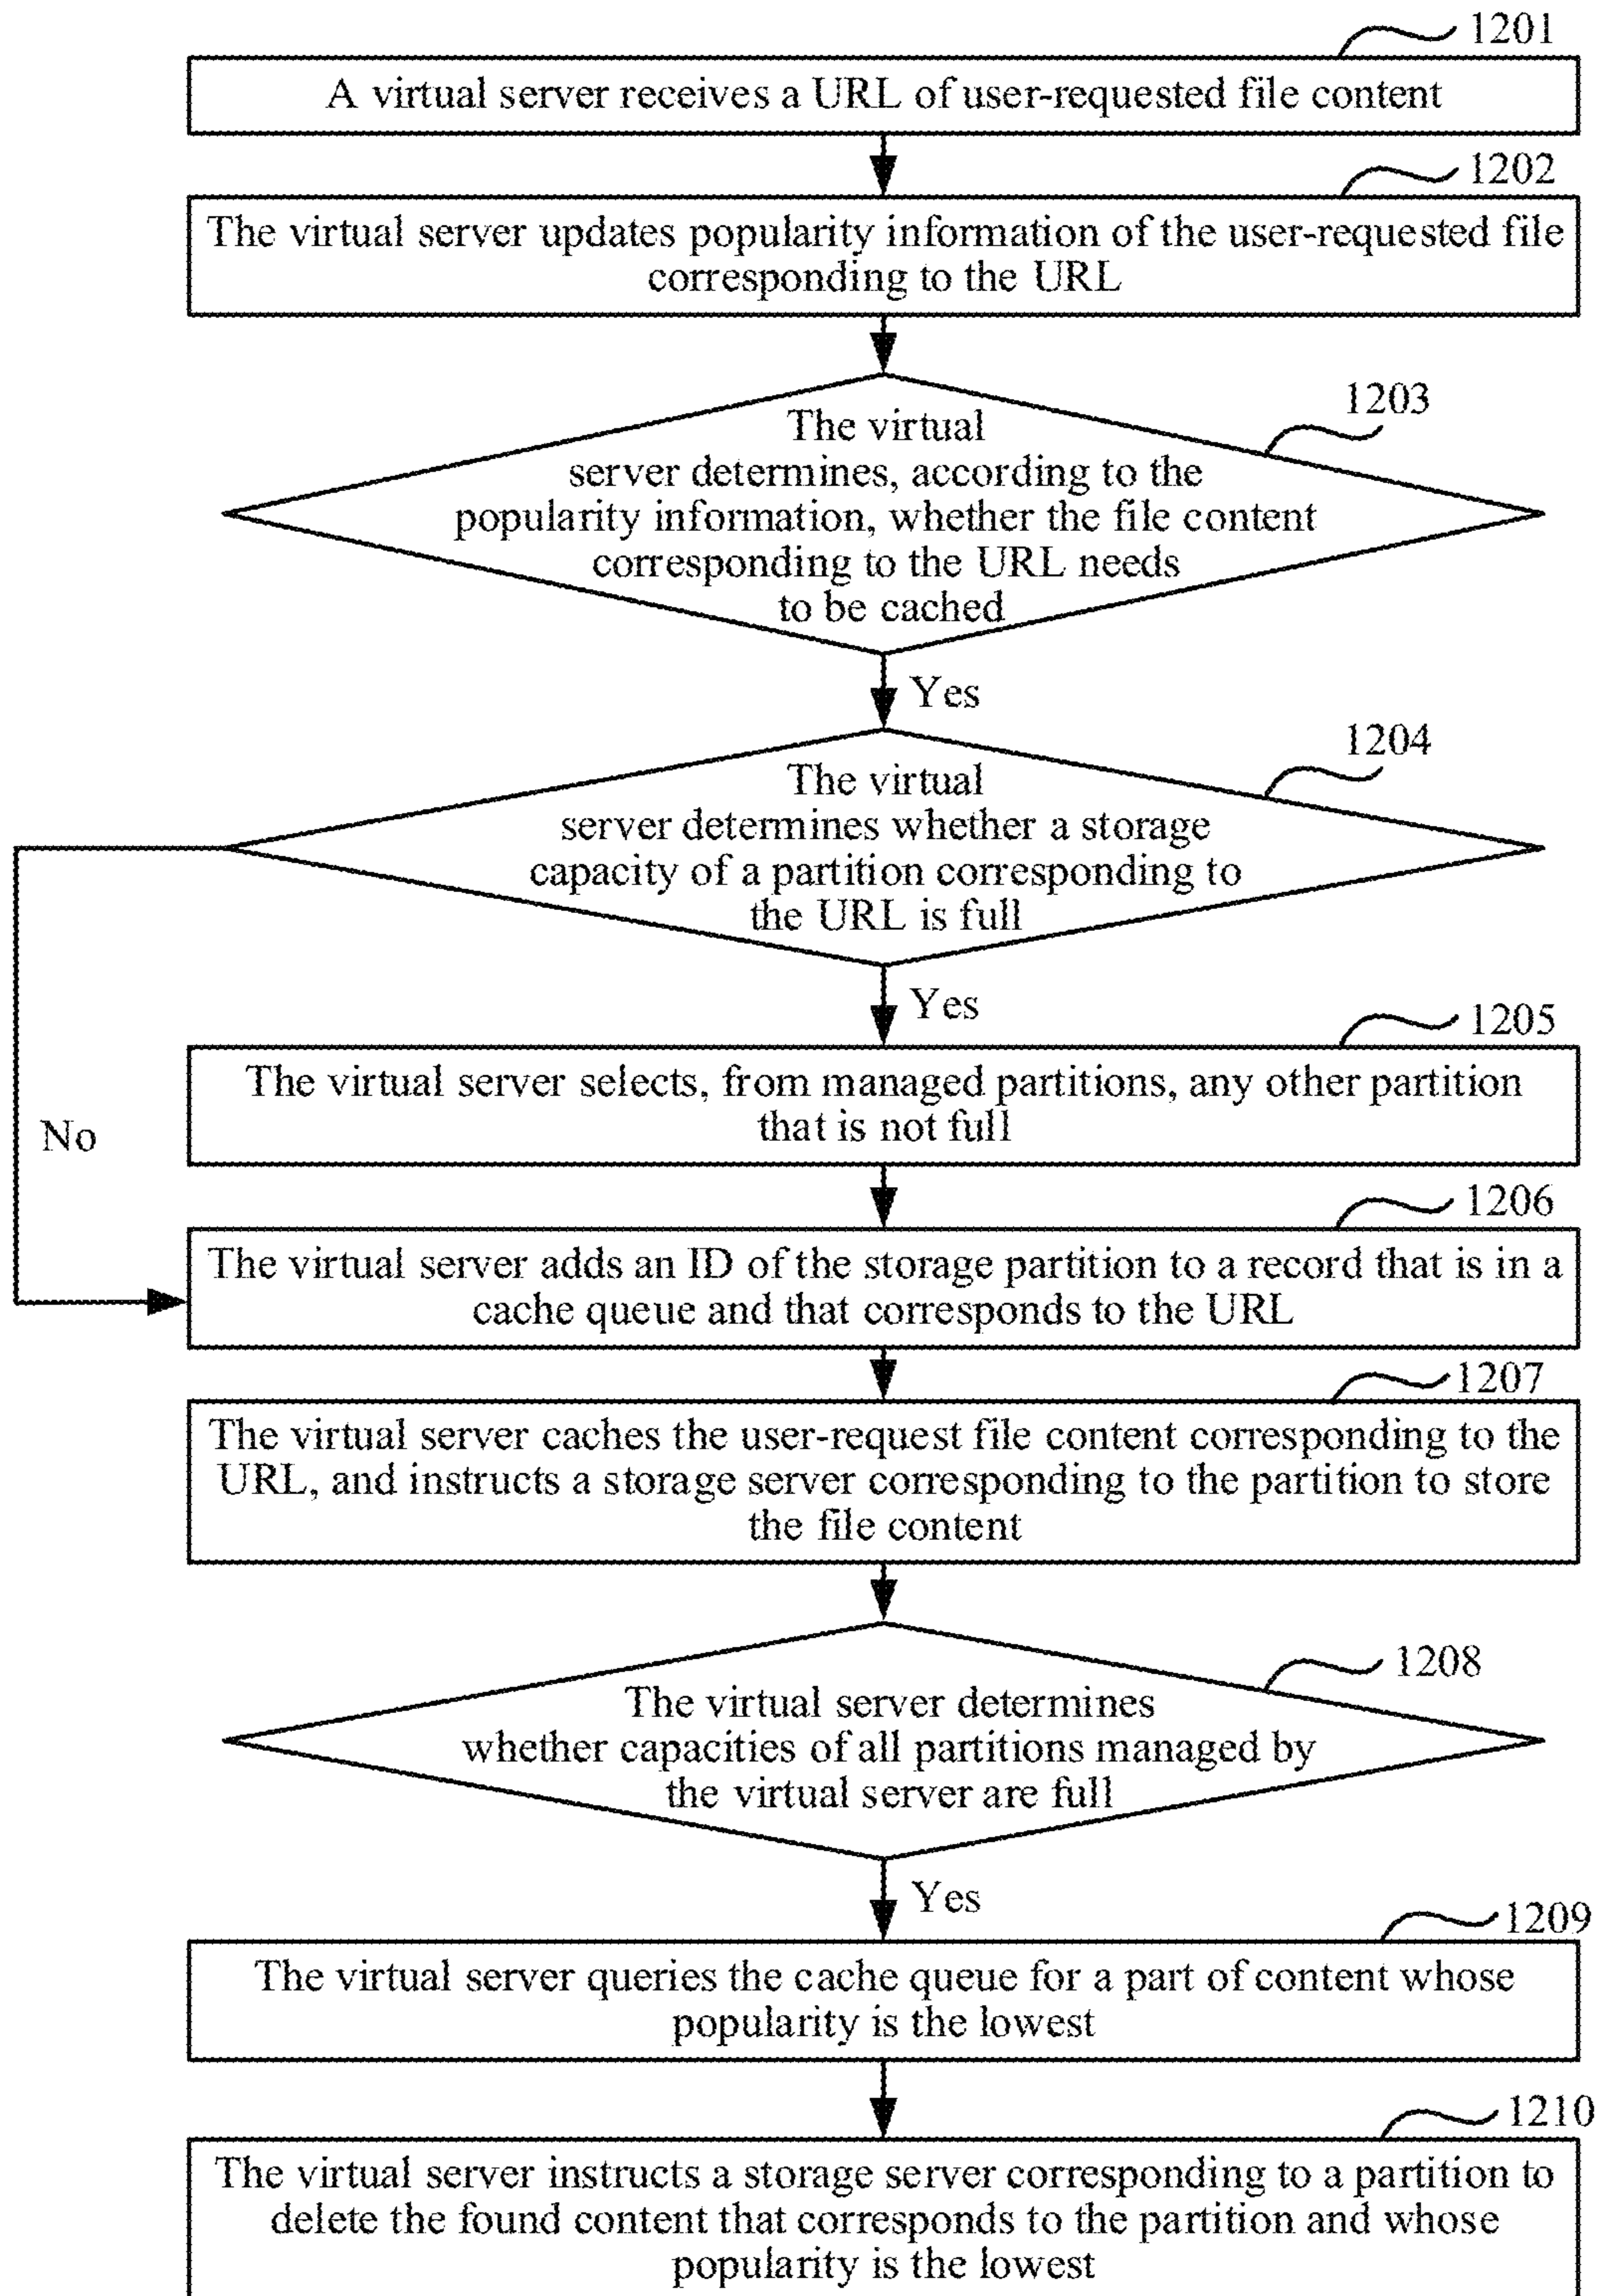 1201
A virtual server receives a URL of user-requested file content
1202
The virtual server updates popularity information of the user-requested file
corresponding to the URL
1203
The virtual
server determines, according to the
popularity information, whether the file content
corresponding to the URL needs
to be cached
Yes
1204
The virtual
server determines whether a storage
capacity of a partition corresponding to
the URL is full
Yes
No
1205
The virtual server selects, from managed partitions, any other partition
that is not full
1206
The virtual server adds an ID of the storage partition to a record that is in a
cache queue and that corresponds to the URL
1207
The virtual server caches the user-request file content corresponding to the
URL, and instructs a storage server corresponding to the partition to store
the file content
1208
The virtual server determines
whether capacities of all partitions managed by
the virtual server are full
Yes
1209
The virtual server queries the cache queue for a part of content whose
popularity is the lowest
1210
The virtual server instructs a storage server corresponding to a partition to
delete the found content that corresponds to the partition and whose
popularity is the lowest